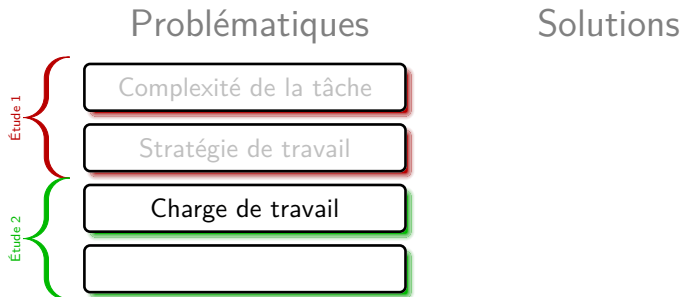 Problématiques
Solutions
Étude 1
Complexité de la tâche
Stratégie de travail
Étude 2
Charge de travail